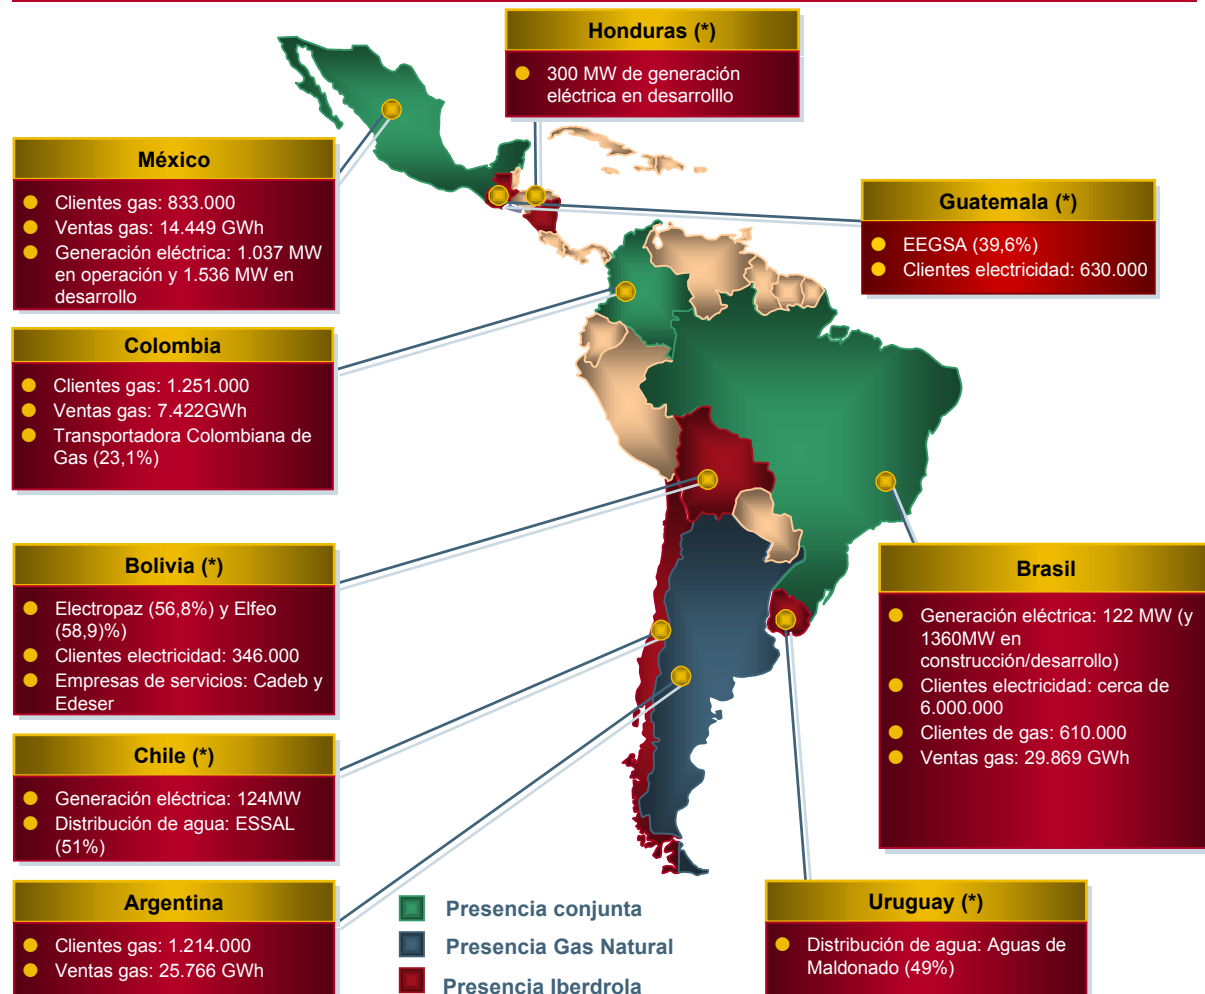 Honduras (*)
300 MW de generación
eléctrica en desarrolllo
México
Clientes gas: 833.000
Ventas gas: 14.449 GWh
Generación eléctrica: 1.037 MW
en operación y 1.536 MW en
desarrollo
Guatemala (*)
EEGSA (39,6%)
Clientes electricidad: 630.000
Colombia
Clientes gas: 1.251.000
Ventas gas: 7.422GWh
Transportadora Colombiana de
Gas (23,1%)
Bolivia (*)
Electropaz (56,8%) y Elfeo
(58,9)%)
Clientes electricidad: 346.000
Empresas de servicios: Cadeb y
Edeser
Brasil
Generación eléctrica: 122 MW (y
1360MW en
construcción/desarrollo)
Clientes electricidad: cerca de
6.000.000
Clientes de gas: 610.000
Ventas gas: 29.869 GWh
Chile (*)
Generación eléctrica: 124MW
Distribución de agua: ESSAL
(51%)
Argentina
Clientes gas: 1.214.000
Ventas gas: 25.766 GWh
Presencia conjunta
Presencia Gas Natural
Presencia Iberdrola
Uruguay (*)
Distribución de agua: Aguas de
Maldonado (49%)